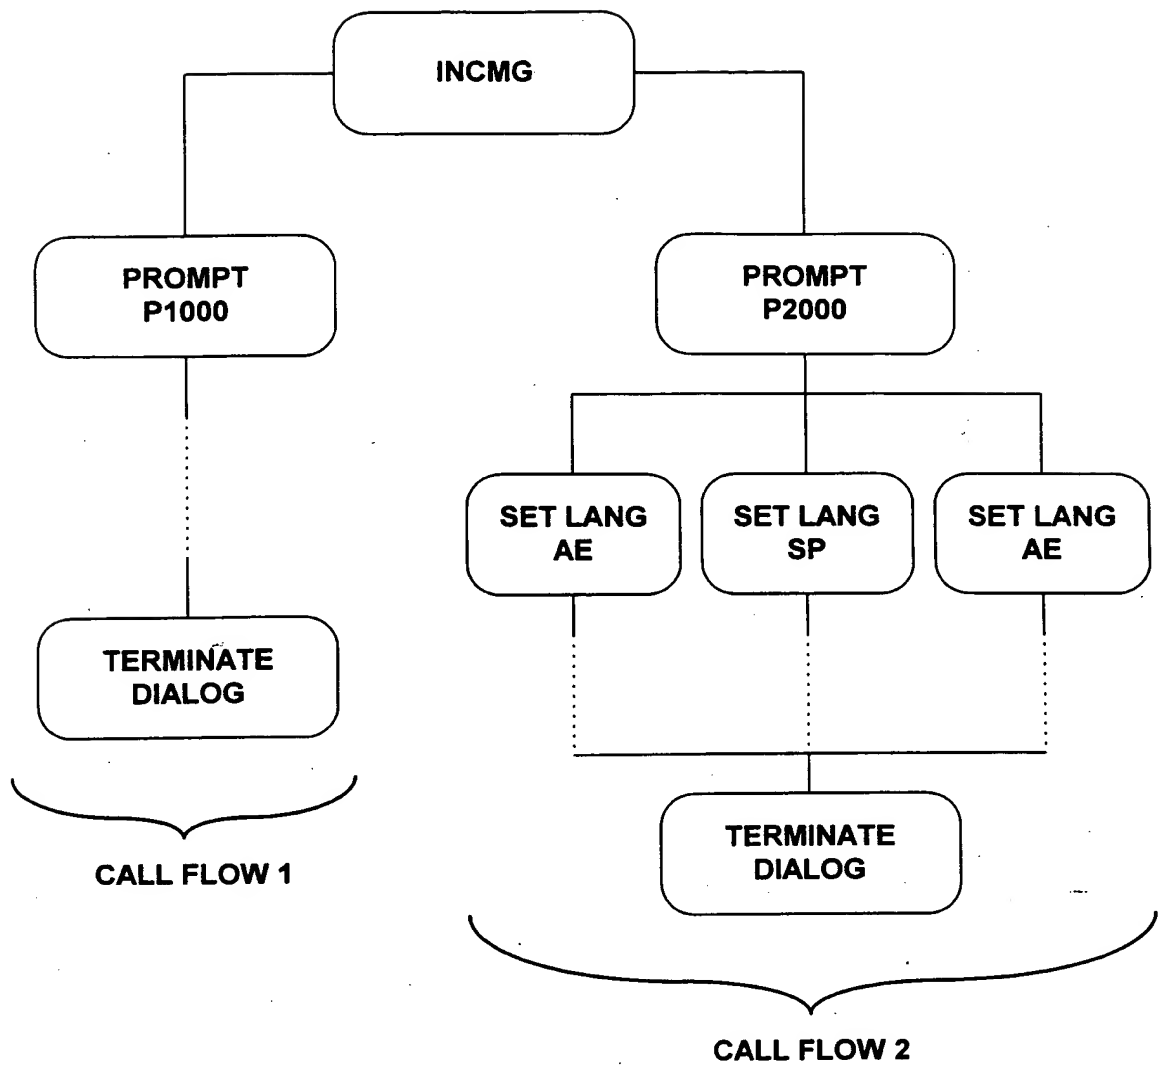 INCMG
PROMPT
P1000
PROMPT
P2000
SET LANG
AE
SET LANG
SP
SET LANG
AE
TERMINATE
DIALOG
CALL FLOW 1
TERMINATE
DIALOG
CALL FLOW 2